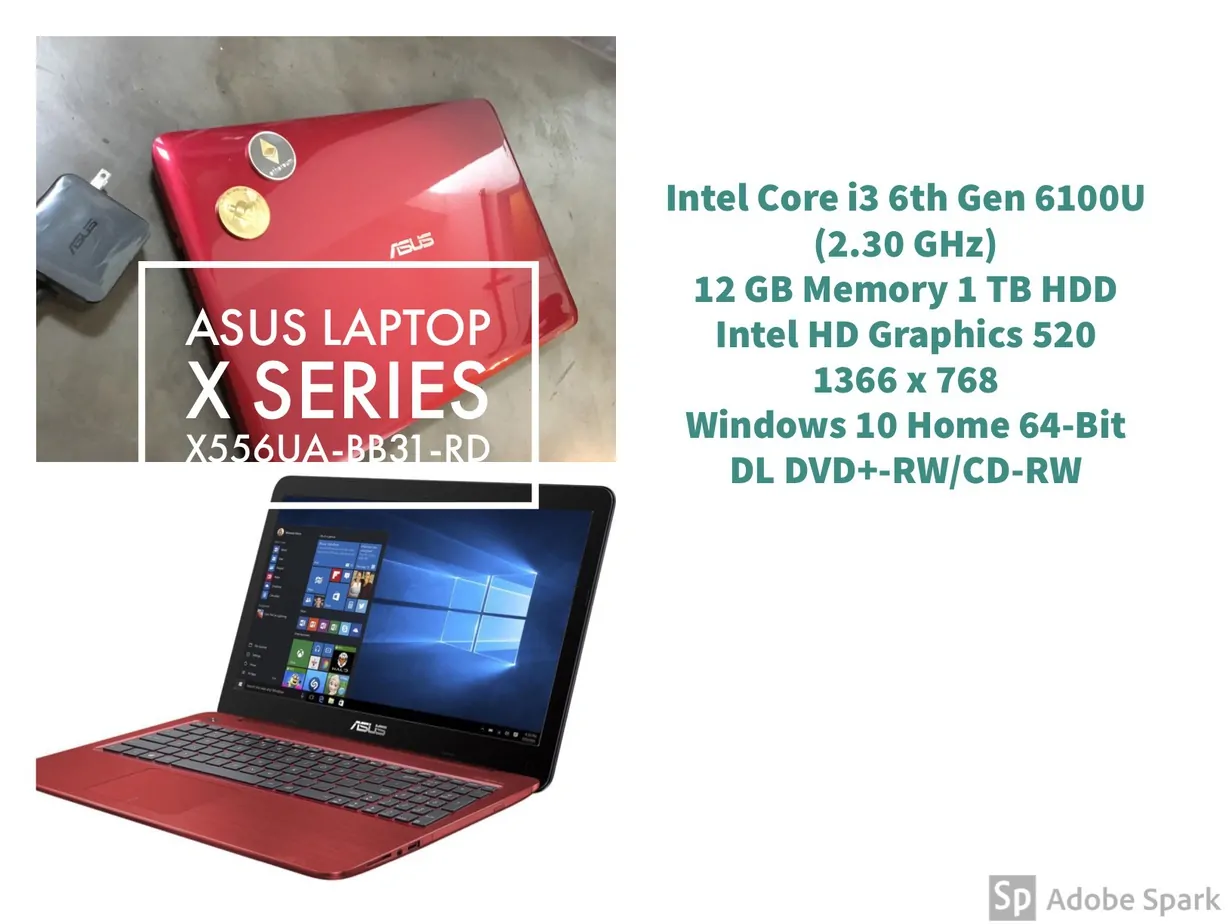 ethereum
ASUS
ASUS
ASUS LAPTOP
X SERIES
X556UA-BB31-RD
ASUS
Intel Core i3 6th Gen 6100U
(2.30 GHz)
12 GB Memory 1 TB HDD
Intel HD Graphics 520
1366 x 768
Windows 10 Home 64-Bit
DL DVD+-RW/CD-RW
Sp Adobe Spark